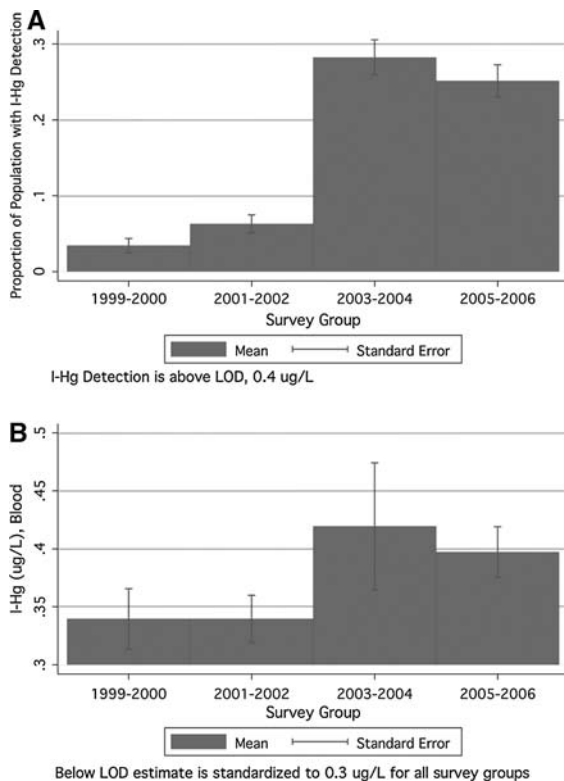 A
Proportion of Population with I-Hg Detection
.3
.2
.1
0
1999-2000 2001-2002 2003-2004 2005-2006
Survey Group
Mean Standard Error
I-Hg Detection is above LOD, 0.4 ug/L
B
I-Hg (ug/L), Blood
.5
.45
.4
.35
.3
1999-2000 2001-2002 2003-2004 2005-2006
Survey Group
Mean Standard Error
Below LOD estimate is standardized to 0.3 ug/L for all survey groups